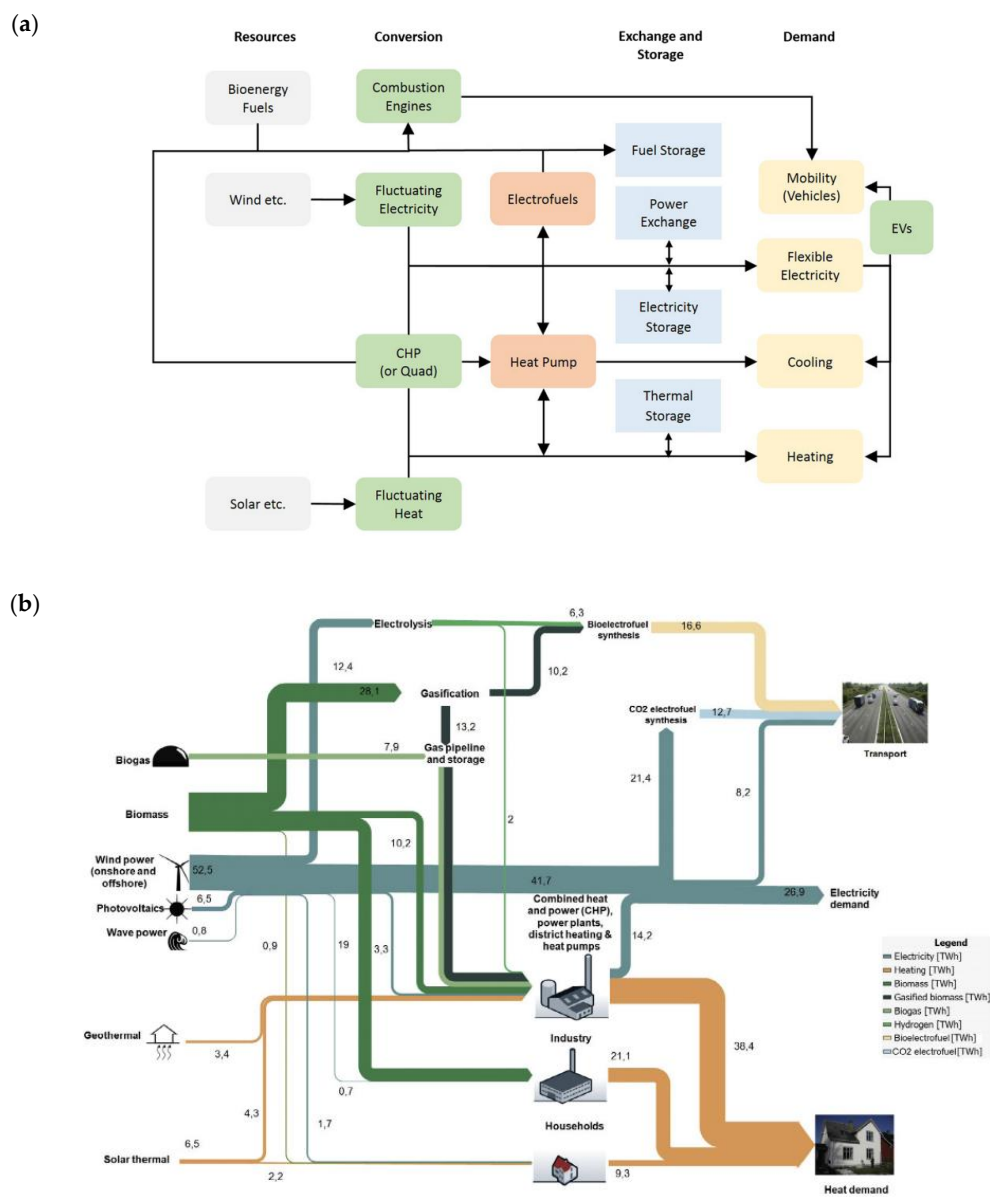 (a)
Resources
Conversion
Exchange and
Storage
Demand
Bioenergy
Fuels
Combustion
Engines
Fuel Storage
Mobility
(Vehicles)
Wind etc.
Fluctuating
Electricity
Electrofuels
Power
Exchange
EVs
Flexible
Electricity
Electricity
Storage
CHP
(or Quad)
Heat Pump
Cooling
Thermal
Storage
Heating
Solar etc.
Fluctuating
Heat
(b)
Electrolysis
6,3
Bioelectrofuel
synthesis
16,6
12,4
10,2
28,1
Gasification
CO2 electrofuel
synthesis
12,7
13,2
Transport
Biogas
7,9
Gas pipeline
and storage
21,4
8,2
Biomass
2
10,2
Wind power
(onshore and
offshore)
52,5
41,7
26,9
Electricity
demand
Photovoltaics
6,5
Combined heat
and power (CHP),
power plants,
district heating &
heat pumps
14,2
Wave power
0,8
0,9
19
3,3
Legend
Electricity [TWh]
Heating [TWh]
Biomass [TWh]
Gasified biomass [TWh]
Biogas [TWh]
Hydrogen [TWh]
Bioelectrofuel [TWh]
CO2 electrofuel[TWh]
Geothermal
3,4
Industry
38,4
21,1
0,7
4,3
1,7
Households
6,5
Solar thermal
2,2
9,3
Heat demand